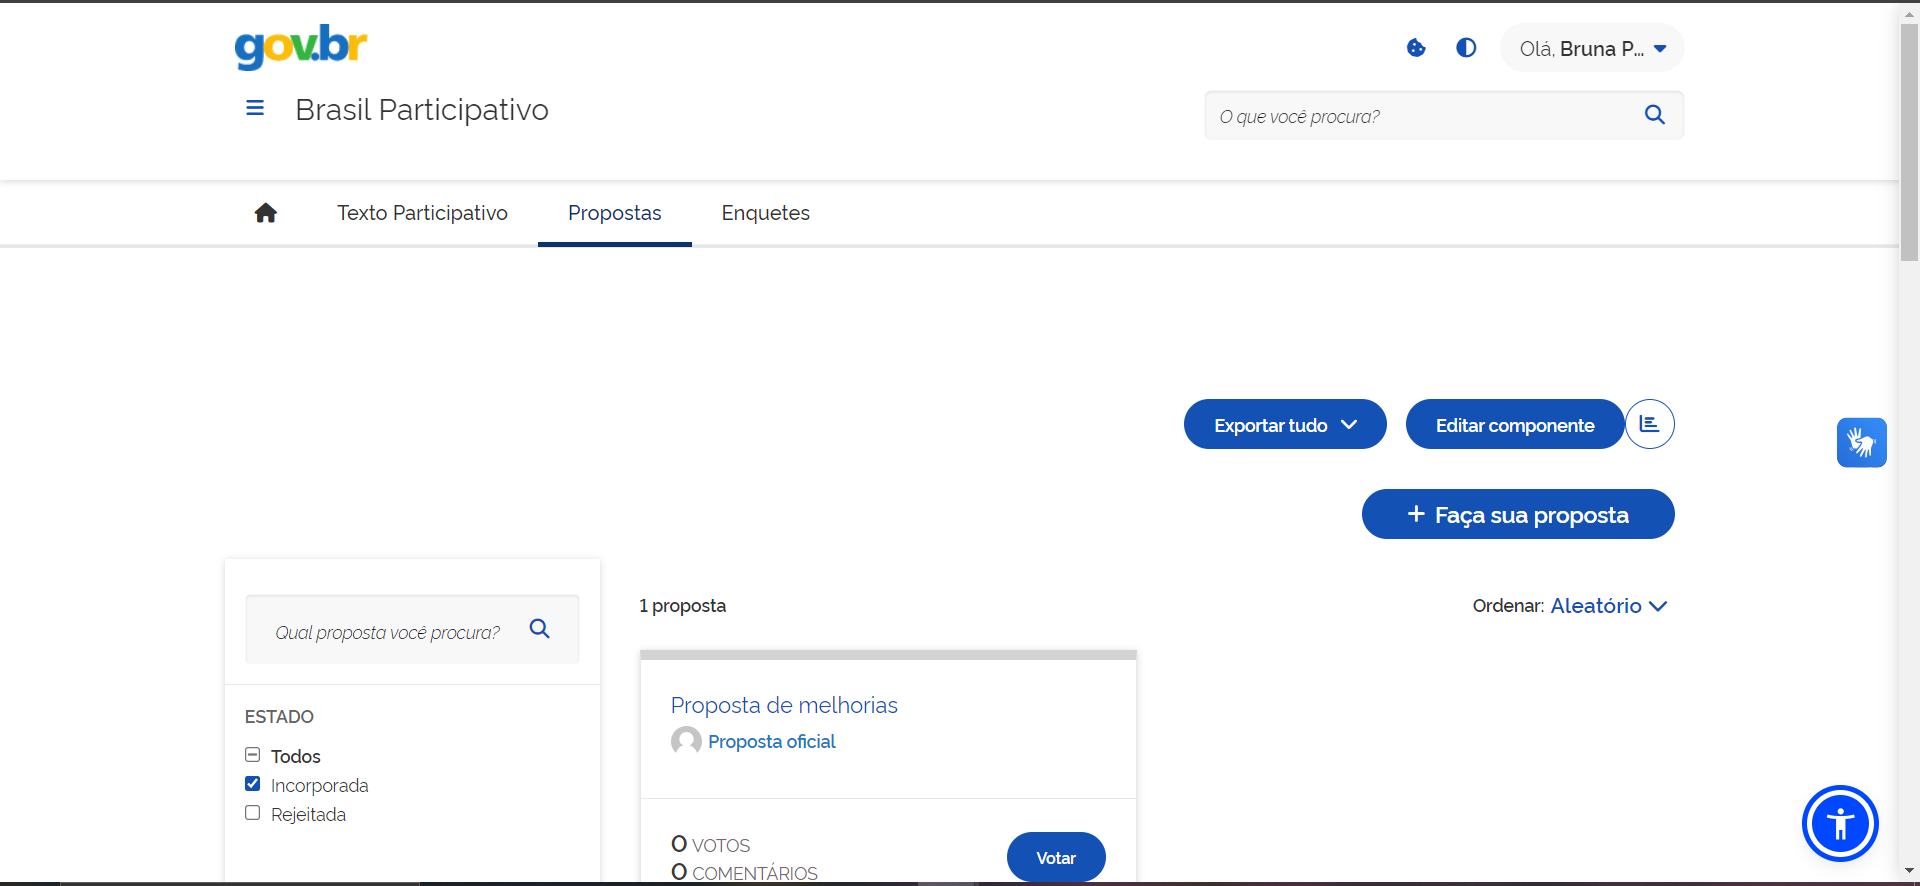 gov.br
Olá, Bruna P...
Brasil Participativo
O que você procura?
Texto Participativo
Propostas
Enquetes
Exportar tudo
Editar componente
+ Faça sua proposta
Qual proposta você procura?
1 proposta
Ordenar: Aleatório
ESTADO
Todos
Incorporada
Rejeitada
Proposta de melhorias
Proposta oficial
0 VOTOS
0 COMENTÁRIOS
Votar